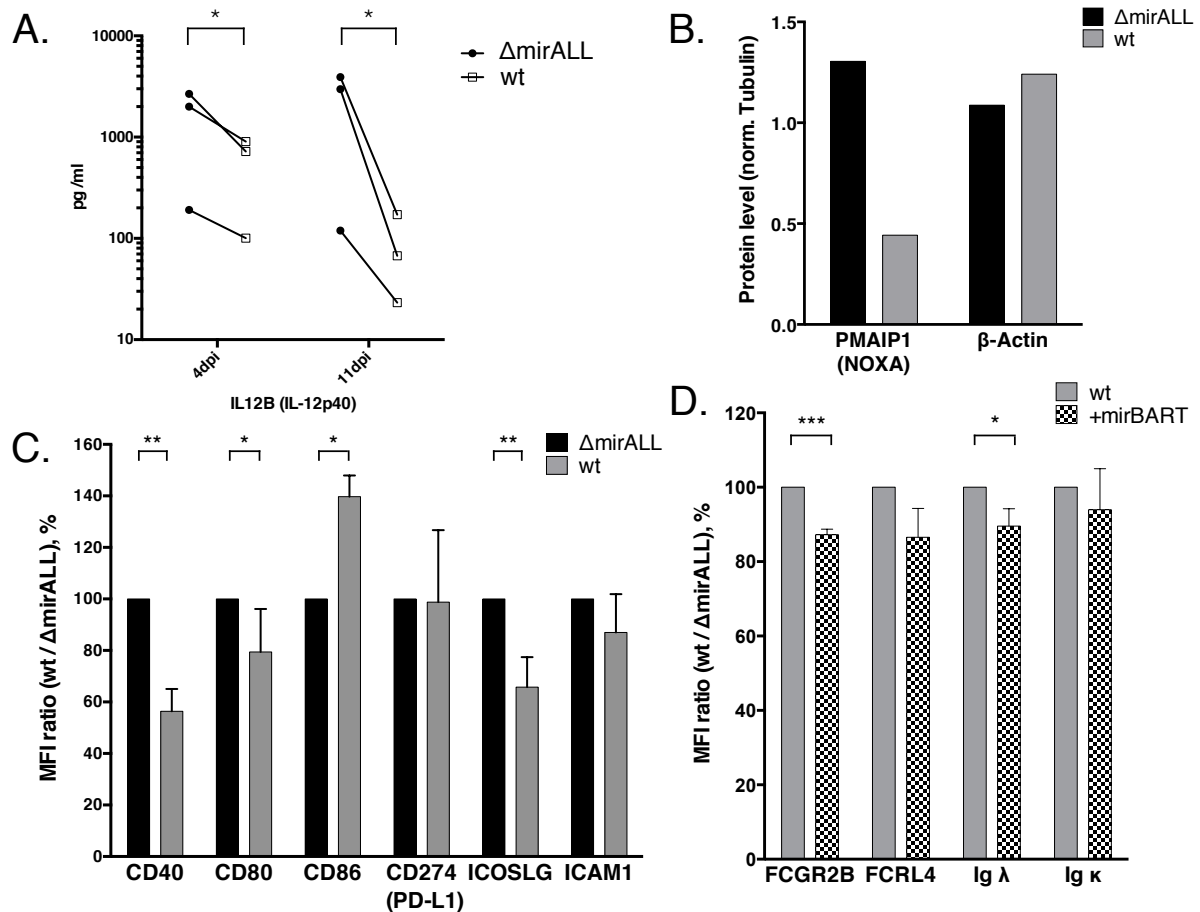 A.
*
*
10000
1000
100
10
pg /ml
4dpi
11dpi
IL12B (IL-12p40)
ΔmirALL
wt
B.
ΔmirALL
wt
1.5
1.0
0.5
0.0
Protein level (norm. Tubulin)
PMAIP1
(NOXA)
β-Actin
C.
ΔmirALL
wt
**
*
*
**
160
140
120
100
80
60
40
20
0
MFI ratio (wt / ΔmirALL), %
CD40 CD80 CD86 CD274 ICOSLG ICAM1
(PD-L1)
D.
wt
+mirBART
***
*
120
100
80
60
40
20
0
MFI ratio (wt / ΔmirALL), %
FCGR2B FCRL4 Ig λ Ig κ